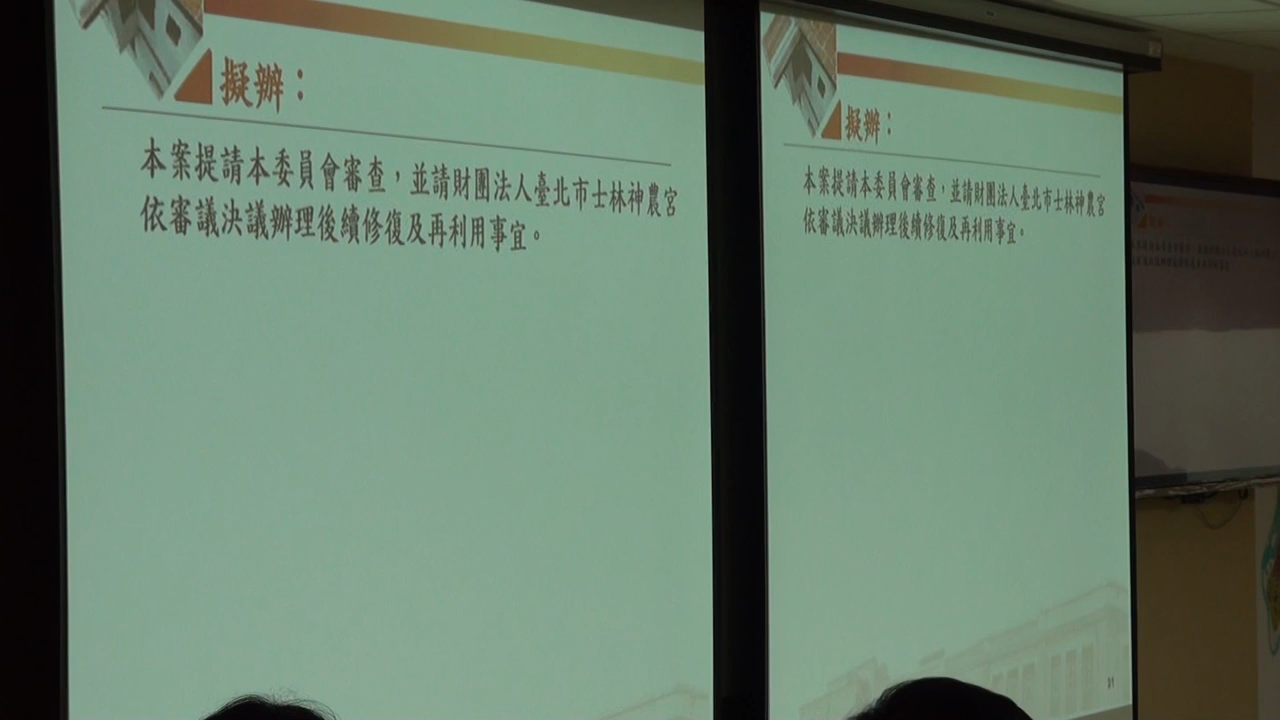 擬辦：
本案提請本委員會審查，並請財團法人臺北市士林神農宮
依審議決議辦理後續修復及再利用事宜。
擬辦：
本案提請本委員會審查，並請財團法人臺北市士林神農宮
依審議決議辦理後續修復及再利用事宜。